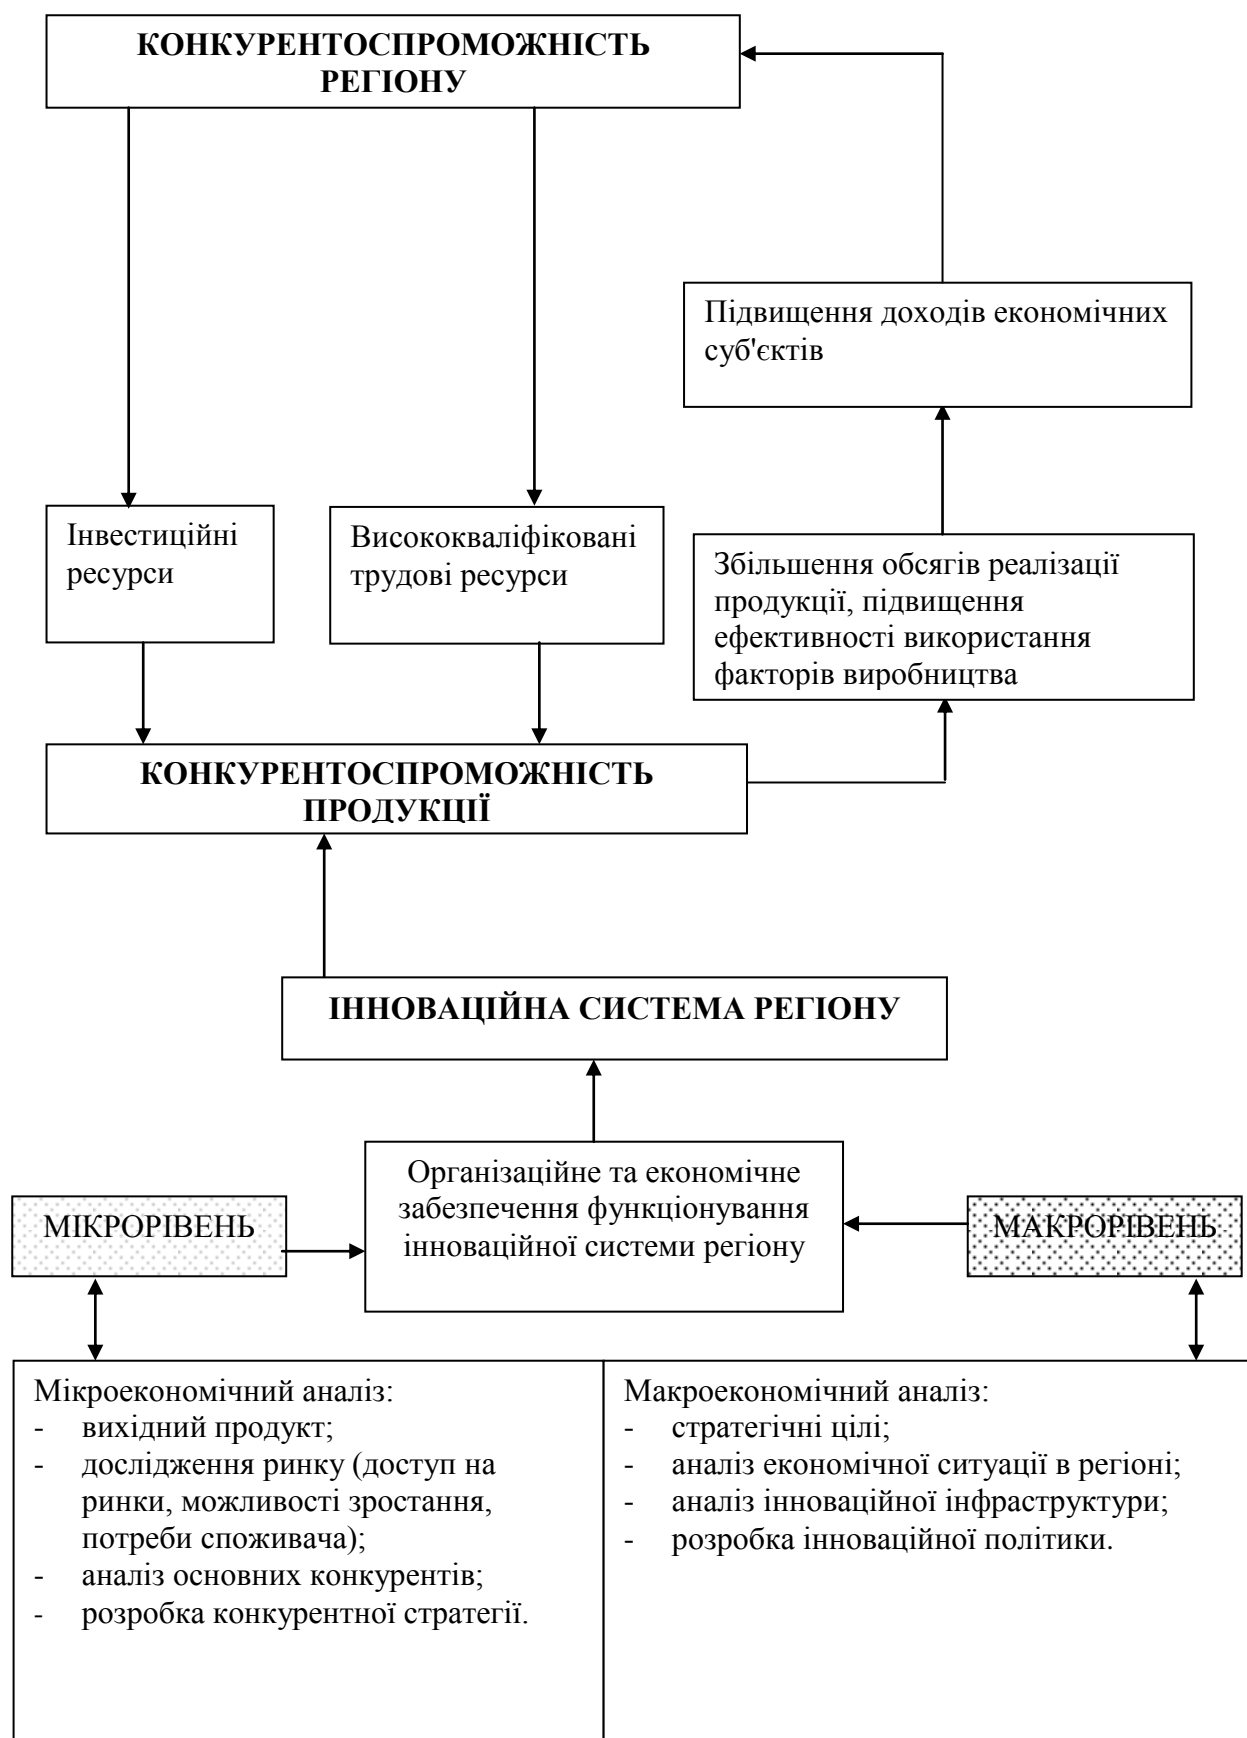 КОНКУРЕНТОСПРОМОЖНІСТЬ
РЕГІОНУ
Підвищення доходів економічних
суб'єктів
Інвестиційні
ресурси
Висококваліфіковані
трудові ресурси
Збільшення обсягів реалізації
продукції, підвищення
ефективності використання
факторів виробництва
КОНКУРЕНТОСПРОМОЖНІСТЬ
ПРОДУКЦІЇ
ІННОВАЦІЙНА СИСТЕМА РЕГІОНУ
Організаційне та економічне
забезпечення функціонування
інноваційної системи регіону
МІКРОРІВЕНЬ
МАКРОРІВЕНЬ
Мікроекономічний аналіз:
- вихідний продукт;
- дослідження ринку (доступ на
ринки, можливості зростання,
потреби споживача);
- аналіз основних конкурентів;
- розробка конкурентної стратегії.
Макроекономічний аналіз:
- стратегічні цілі;
- аналіз економічної ситуації в регіоні;
- аналіз інноваційної інфраструктури;
- розробка інноваційної політики.